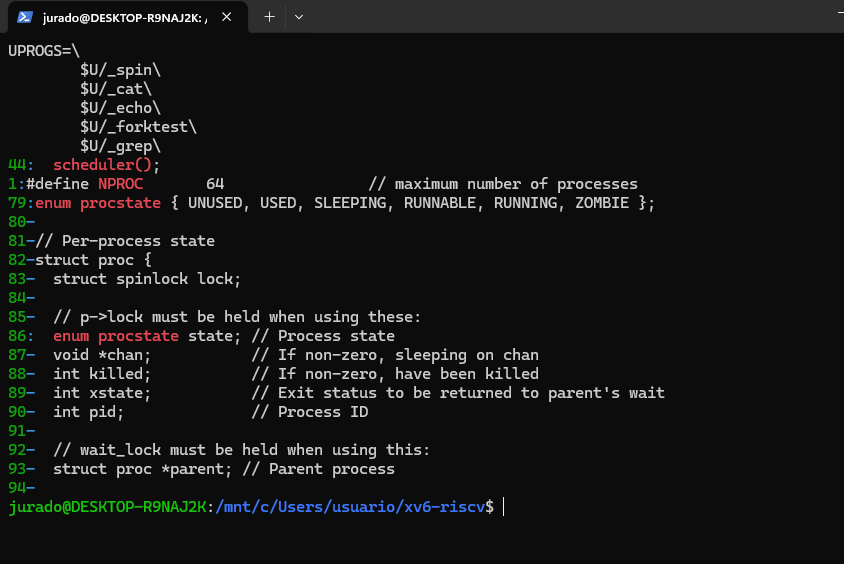 jurado@DESKTOP-R9NAJ2K: /
UPROGS=\
        $U/_spin\
        $U/_cat\
        $U/_echo\
        $U/_forktest\
        $U/_grep\
44:  scheduler();
1:#define NPROC       64                // maximum number of processes
79:enum procstate { UNUSED, USED, SLEEPING, RUNNABLE, RUNNING, ZOMBIE };
80-
81-// Per-process state
82-struct proc {
83-  struct spinlock lock;
84-
85-  // p->lock must be held when using these:
86:  enum procstate state; // Process state
87-  void *chan;           // If non-zero, sleeping on chan
88-  int killed;           // If non-zero, have been killed
89-  int xstate;           // Exit status to be returned to parent's wait
90-  int pid;              // Process ID
91-
92-  // wait_lock must be held when using this:
93-  struct proc *parent; // Parent process
94-
jurado@DESKTOP-R9NAJ2K:/mnt/c/Users/usuario/xv6-riscv$